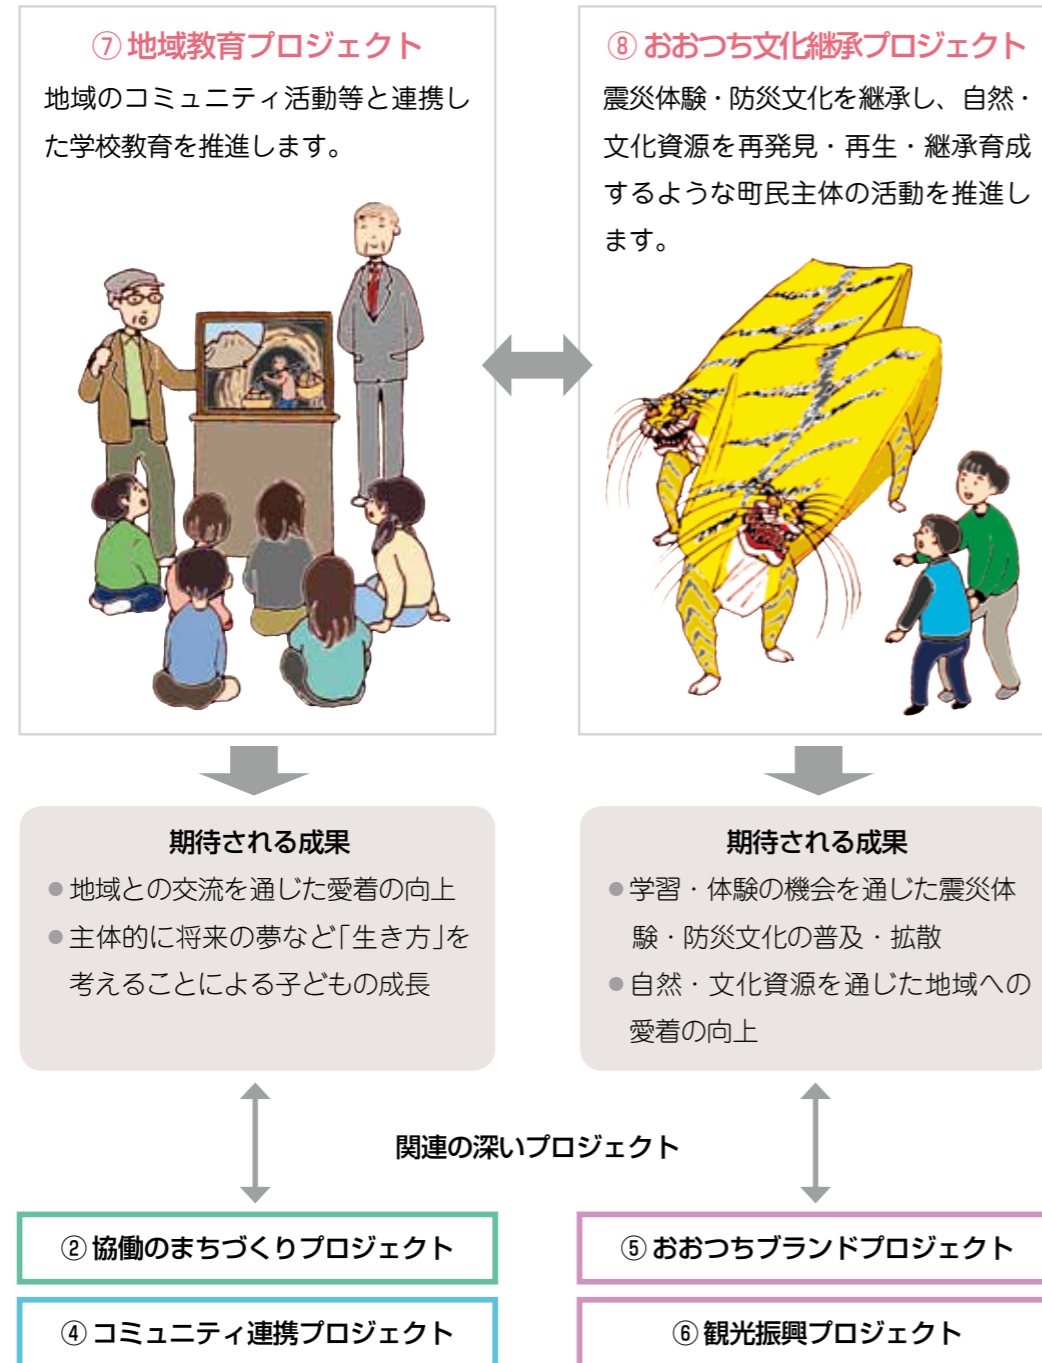 ⑦ 地域教育プロジェクト
地域のコミュニティ活動等と連携し
た学校教育を推進します。
⑧ おおつち文化継承プロジェクト
震災体験・防災文化を継承し、自然・
文化資源を再発見・再生・継承育成
するような町民主体の活動を推進し
ます。
期待される成果
●地域との交流を通じた愛着の向上
●主体的に将来の夢など「生き方」を
考えることによる子どもの成長
期待される成果
●学習・体験の機会を通じた震災体
験・防災文化の普及・拡散
●自然・文化資源を通じた地域への
愛着の向上
関連の深いプロジェクト
② 協働のまちづくりプロジェクト
④ コミュニティ連携プロジェクト
⑤ おおつちブランドプロジェクト
⑥ 観光振興プロジェクト